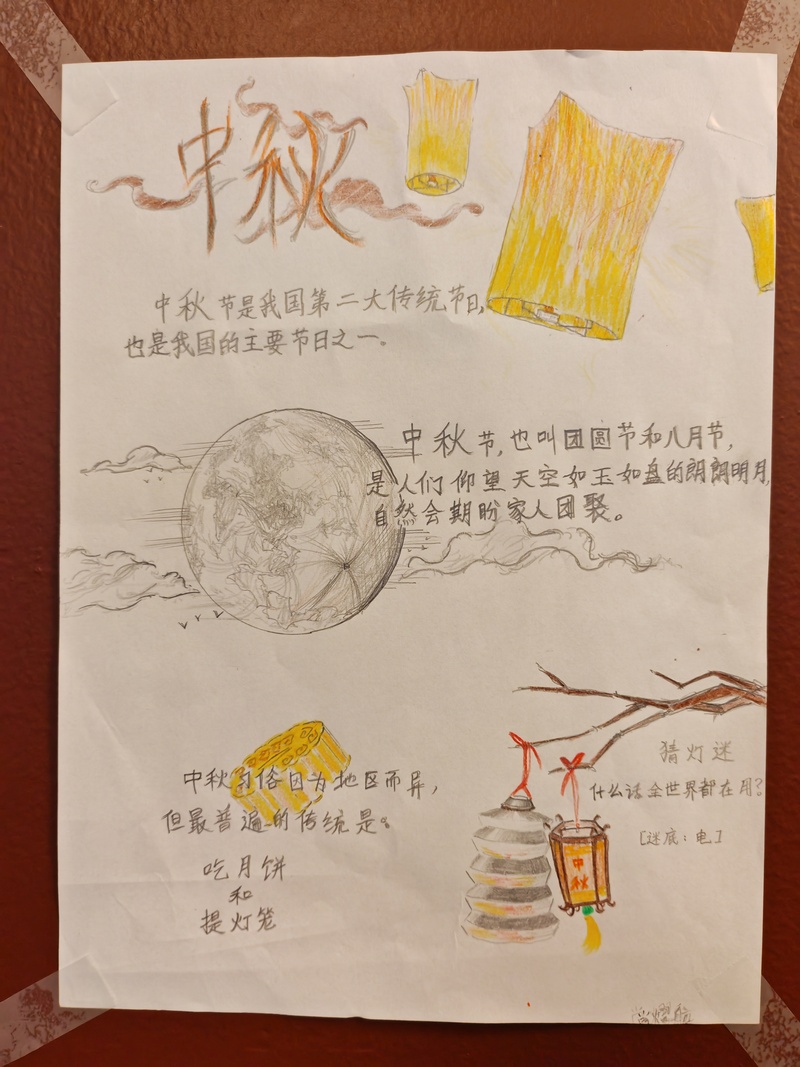 中秋
中秋节是我国第二大传统节日,
也是我国的主要节日之一。
中秋节,也叫团圆节和八月节,
是人们仰望天空如玉如盘的朗朗明月,
自然会期盼家人团聚。
中秋习俗因为地区而异,
但最普遍的传统是:
吃月饼
和
提灯笼
猜灯迷
什么话全世界都在用?
[迷底:电]
中秋